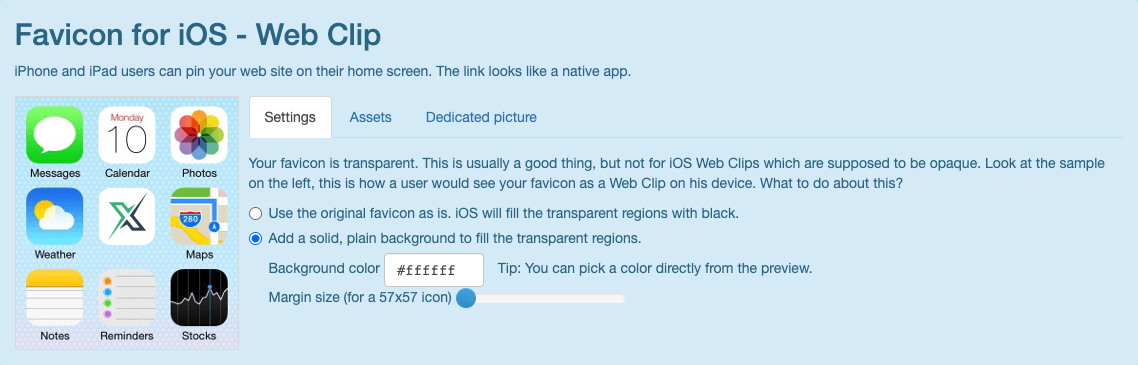 Favicon for iOS - Web Clip
iPhone and iPad users can pin your web site on their home screen. The link looks like a native app.
Messages
Monday
10
Calendar
Photos
Weather
280
Maps
Notes
Reminders
Stocks
Settings
Assets
Dedicated picture
Your favicon is transparent. This is usually a good thing, but not for iOS Web Clips which are supposed to be opaque. Look at the sample
on the left, this is how a user would see your favicon as a Web Clip on his device. What to do about this?
Use the original favicon as is. iOS will fill the transparent regions with black.
Add a solid, plain background to fill the transparent regions.
Background color #ffffff Tip: You can pick a color directly from the preview.
Margin size (for a 57x57 icon)